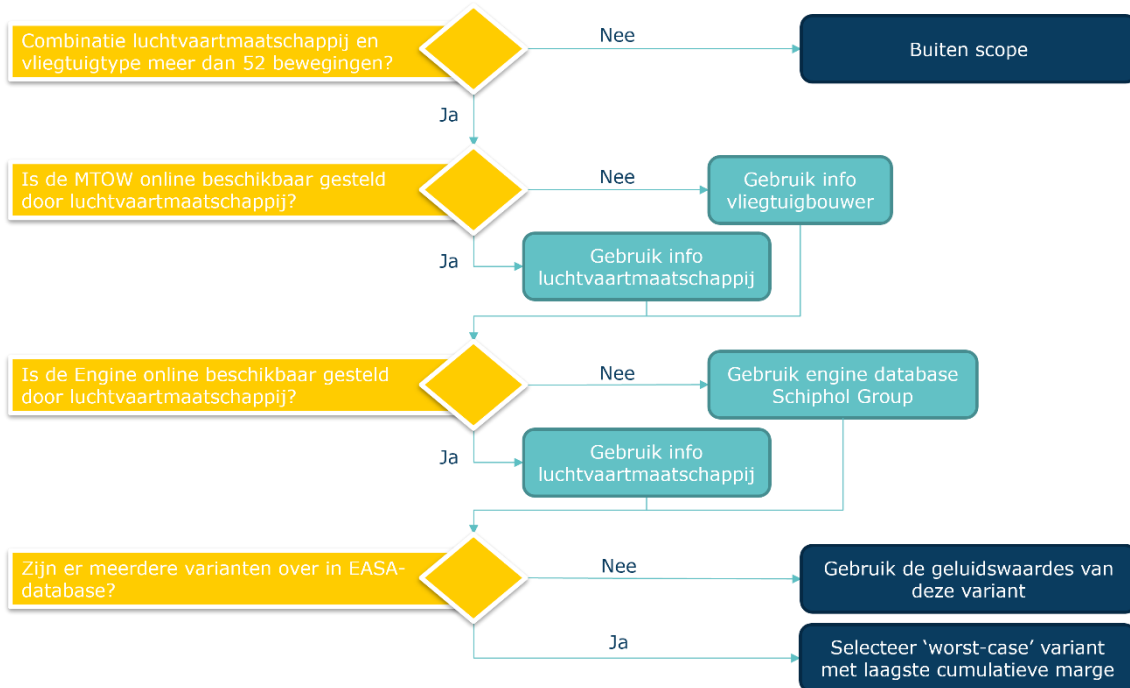 Combinatie luchtvaartmaatschappij en
vliegtuigtype meer dan 52 bewegingen?
Nee
Buiten scope
Ja
Is de MTOW online beschikbaar gesteld
door luchtvaartmaatschappij?
Nee
Gebruik info
vliegtuigbouwer
Ja
Gebruik info
luchtvaartmaatschappij
Is de Engine online beschikbaar gesteld
door luchtvaartmaatschappij?
Nee
Gebruik engine database
Schiphol Group
Ja
Gebruik info
luchtvaartmaatschappij
Zijn er meerdere varianten over in EASA-
database?
Nee
Gebruik de geluidswaardes van
deze variant
Ja
Selecteer ‘worst-case’ variant
met laagste cumulatieve marge